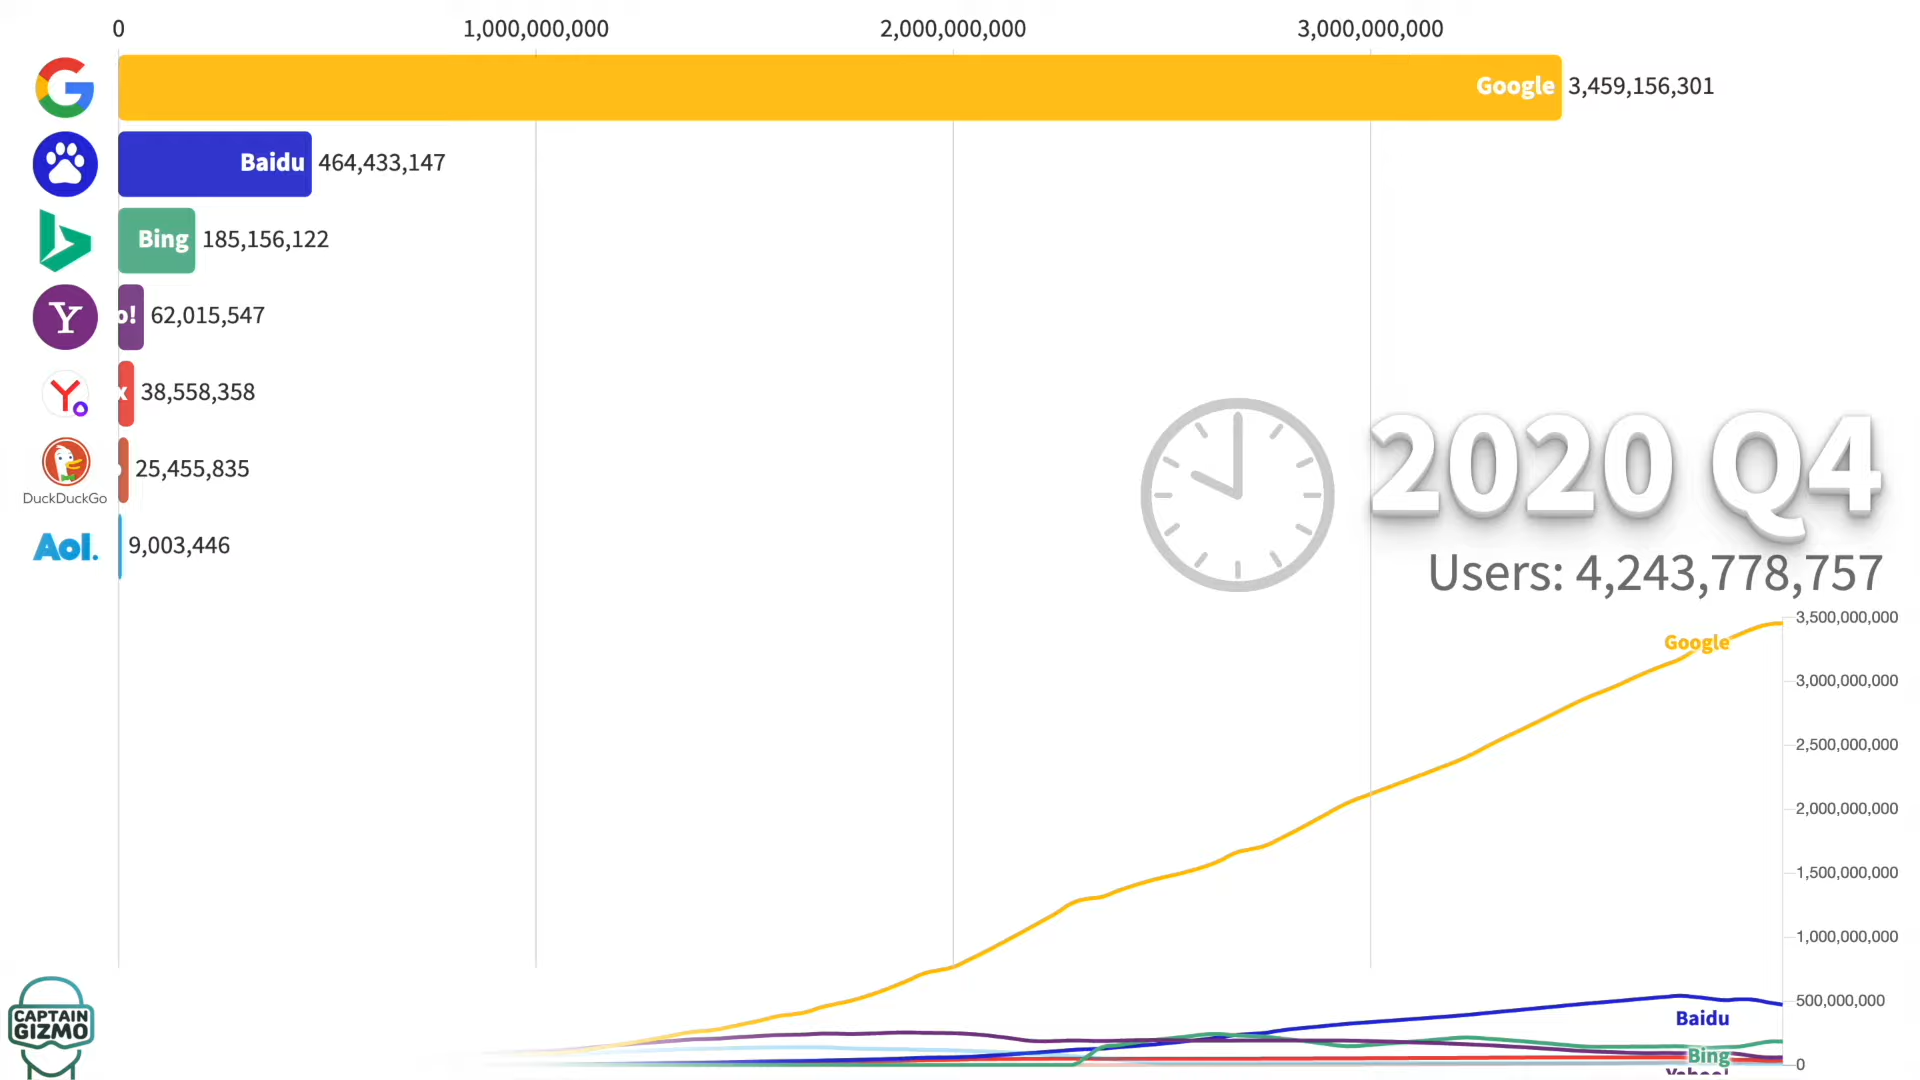 0 1,000,000,000 2,000,000,000 3,000,000,000
Google 3,459,156,301
Baidu 464,433,147
Bing 185,156,122
Y o! 62,015,547
Y x 38,558,358
25,455,835
DuckDuckGo
Aol. 9,003,446
2020 Q4
Users: 4,243,778,757
3,500,000,000
Google
3,000,000,000
2,500,000,000
2,000,000,000
1,500,000,000
1,000,000,000
500,000,000
Baidu
Bing
0
Yahoo!
CAPTAIN
GIZMO